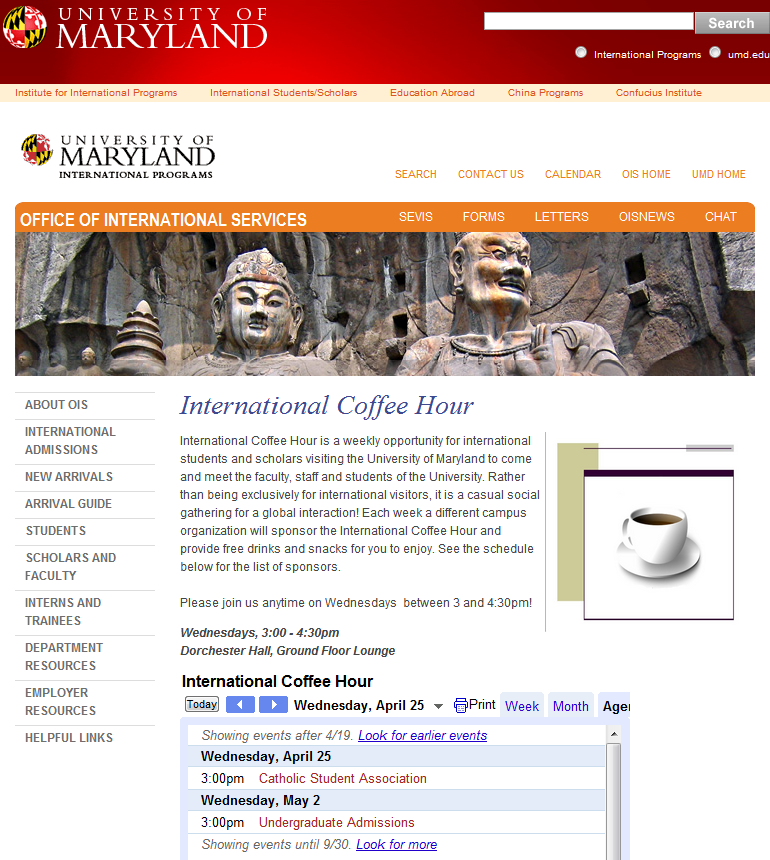 UNIVERSITY OF
MARYLAND
Search
International Programs umd.edu
Institute for International Programs International Students/Scholars Education Abroad China Programs Confucius Institute
UNIVERSITY OF
MARYLAND
INTERNATIONAL PROGRAMS
SEARCH CONTACT US CALENDAR OIS HOME UMD HOME
OFFICE OF INTERNATIONAL SERVICES SEVIS FORMS LETTERS OISNEWS CHAT
ABOUT OIS
INTERNATIONAL
ADMISSIONS
NEW ARRIVALS
ARRIVAL GUIDE
STUDENTS
SCHOLARS AND
FACULTY
INTERNS AND
TRAINEES
DEPARTMENT
RESOURCES
EMPLOYER
RESOURCES
HELPFUL LINKS
International Coffee Hour
International Coffee Hour is a weekly opportunity for international
students and scholars visiting the University of Maryland to come
and meet the faculty, staff and students of the University. Rather
than being exclusively for international visitors, it is a casual social
gathering for a global interaction! Each week a different campus
organization will sponsor the International Coffee Hour and
provide free drinks and snacks for you to enjoy. See the schedule
below for the list of sponsors.
Please join us anytime on Wednesdays between 3 and 4:30pm!
Wednesdays, 3:00 - 4:30pm
Dorchester Hall, Ground Floor Lounge
International Coffee Hour
Today Wednesday, April 25 Print Week Month Agen
Showing events after 4/19. Look for earlier events
Wednesday, April 25
3:00pm Catholic Student Association
Wednesday, May 2
3:00pm Undergraduate Admissions
Showing events until 9/30. Look for more